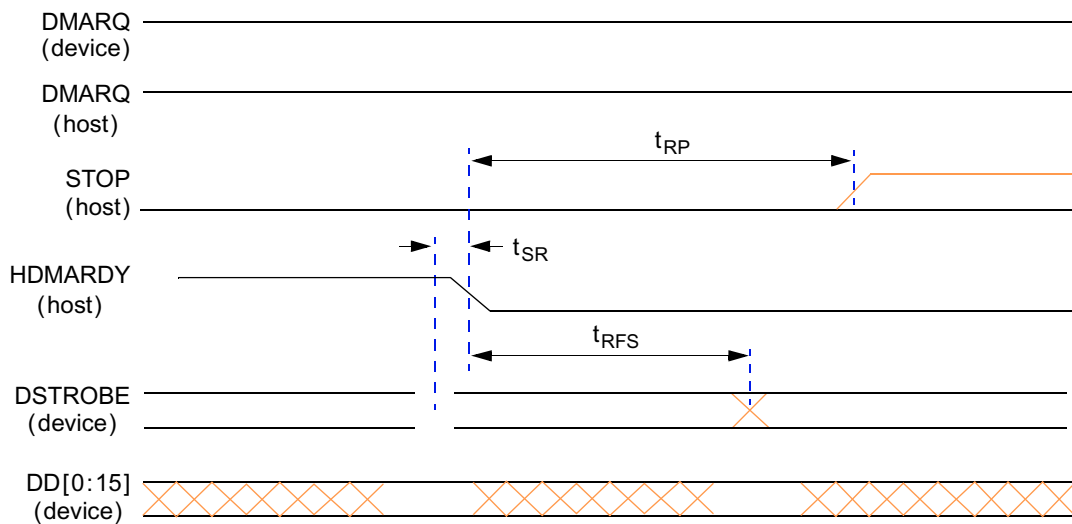 DMARQ
(device)
DMARQ
(host)
tRP
STOP
(host)
tSR
HDMARDY
(host)
tRFS
DSTROBE
(device)
DD[0:15]
(device)